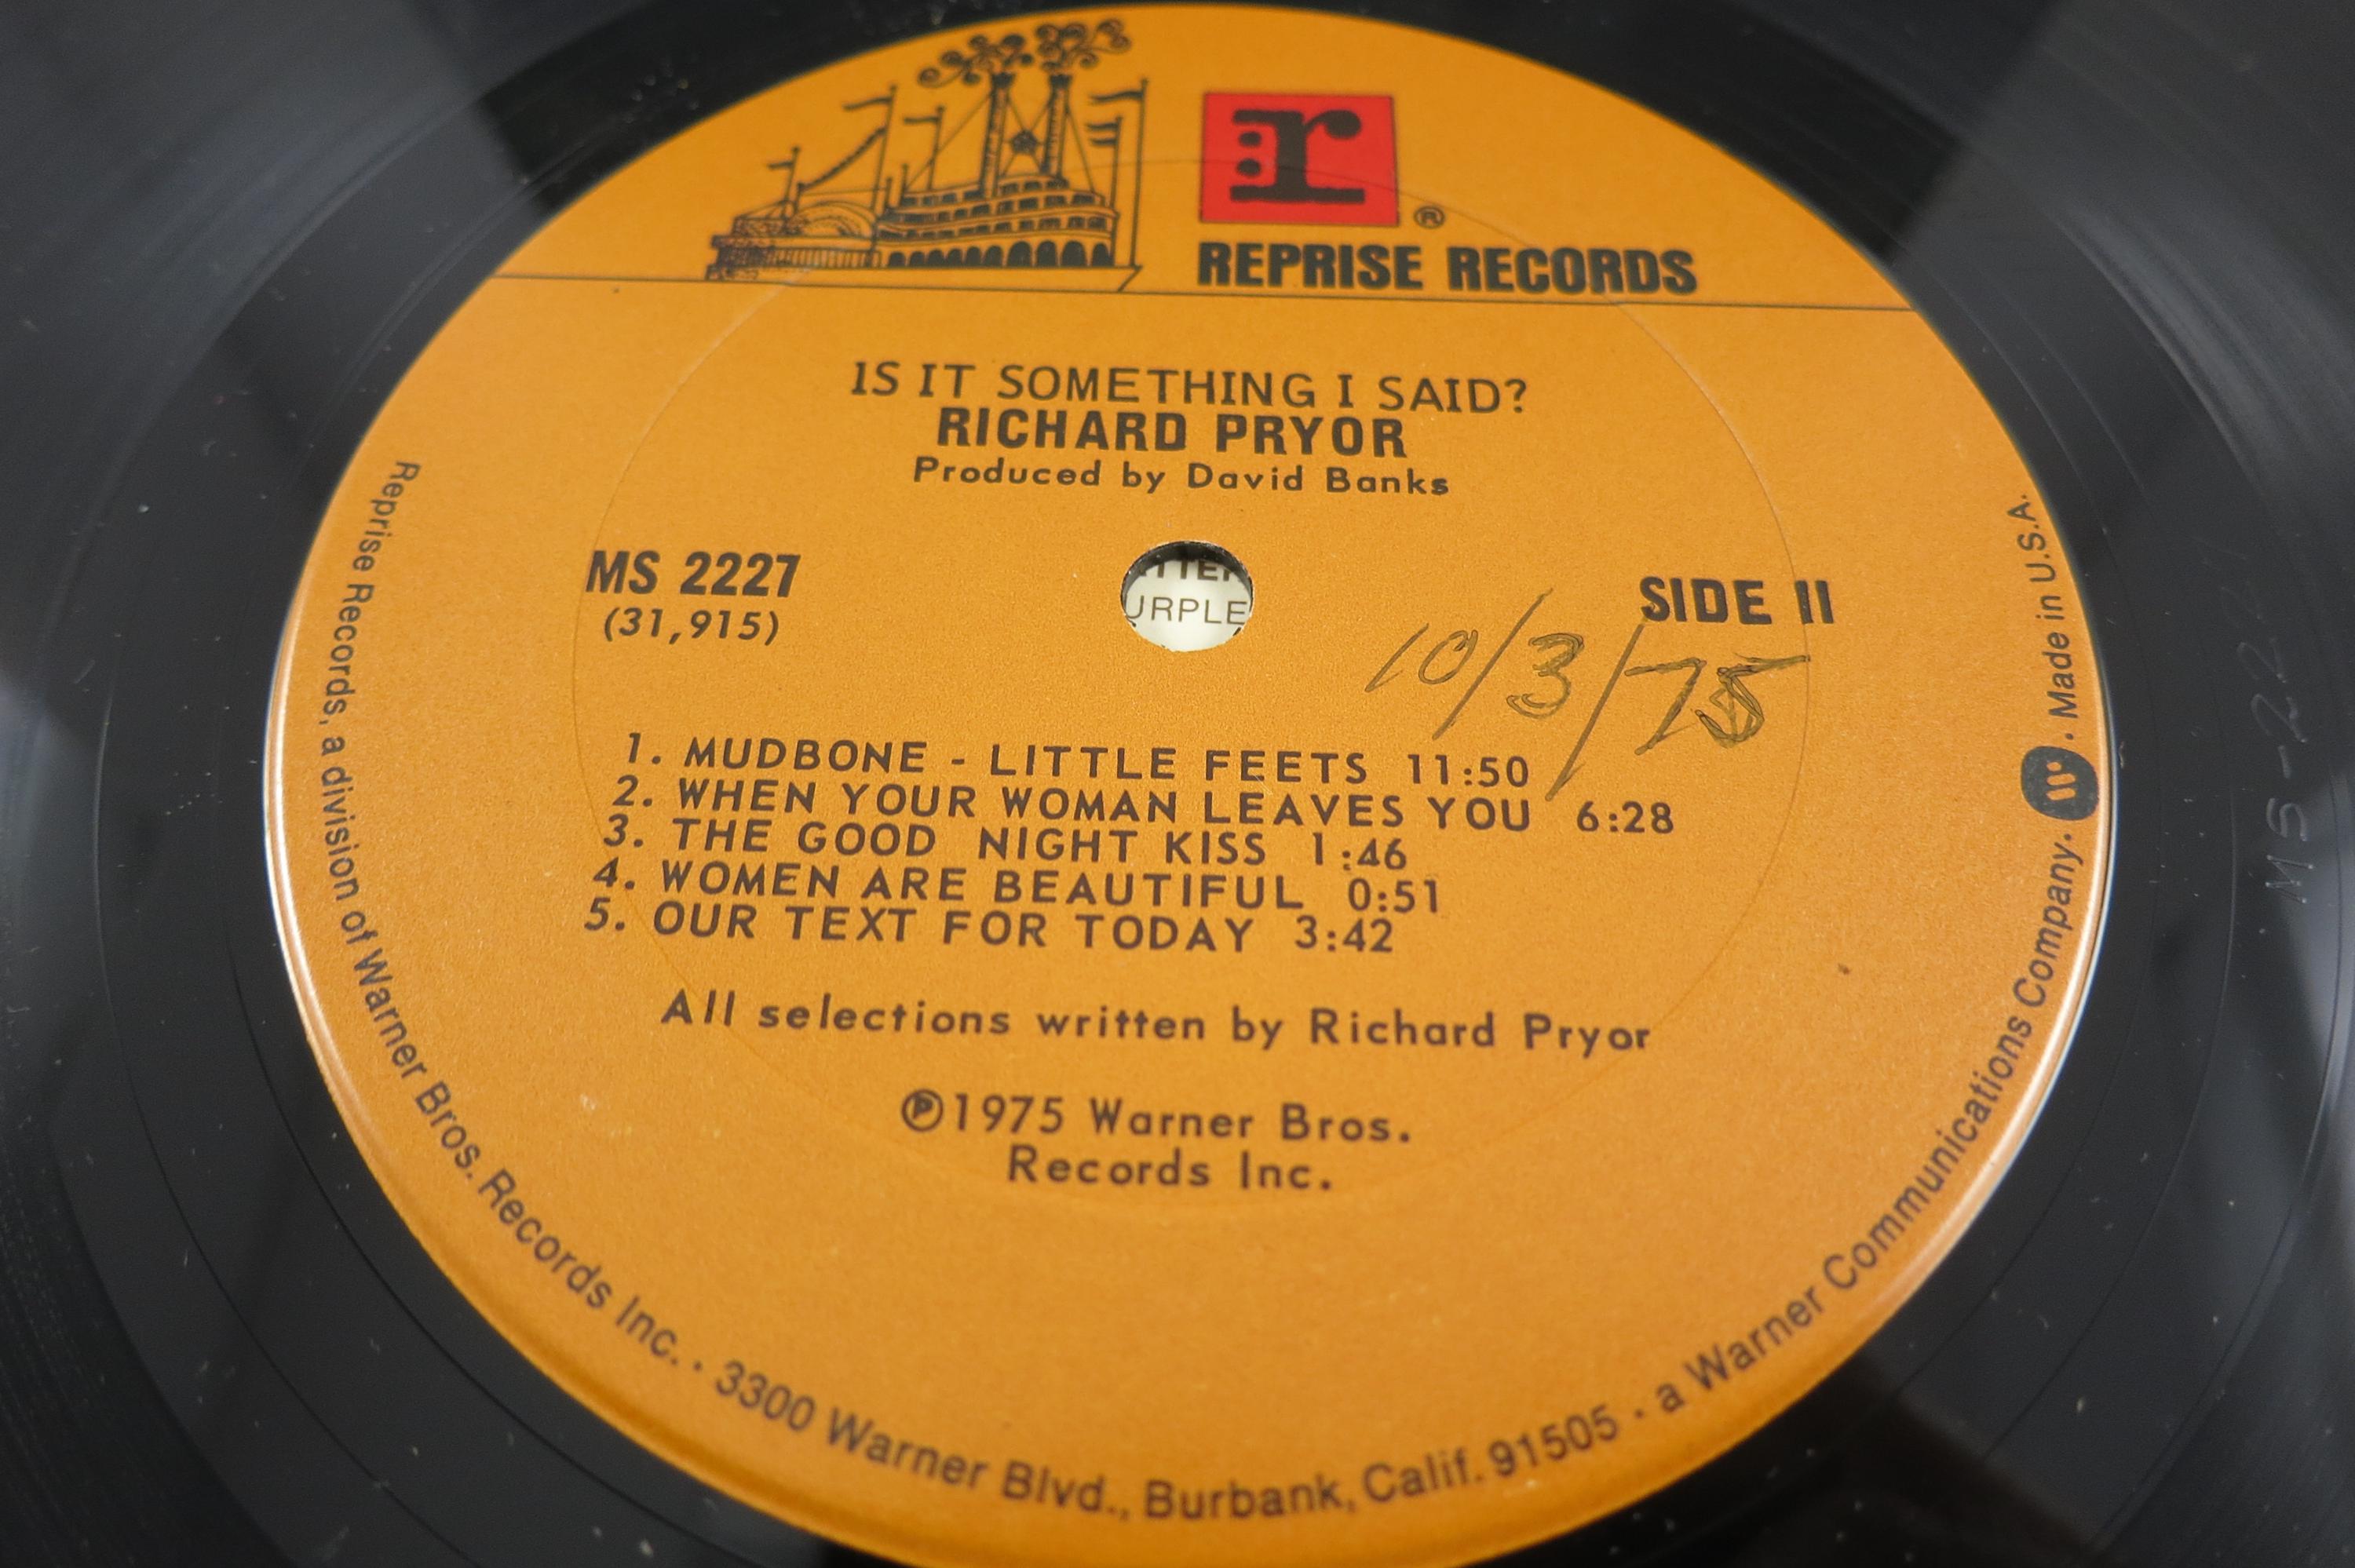 r
®
REPRISE RECORDS
IS IT SOMETHING I SAID?
RICHARD PRYOR
Produced by David Banks
MS 2227
(31,915)
URPLE
SIDE II
10/3/75
1. MUDBONE - LITTLE FEETS 11:50
2. WHEN YOUR WOMAN LEAVES YOU 6:28
3. THE GOOD NIGHT KISS 1:46
4. WOMEN ARE BEAUTIFUL 0:51
5. OUR TEXT FOR TODAY 3:42
All selections written by Richard Pryor
Ⓟ1975 Warner Bros.
Records Inc.
Reprise Records, a division of Warner Bros. Records Inc. · 3300 Warner Blvd., Burbank, Calif. 91505 · a Warner Communications Company. W · Made in U.S.A.